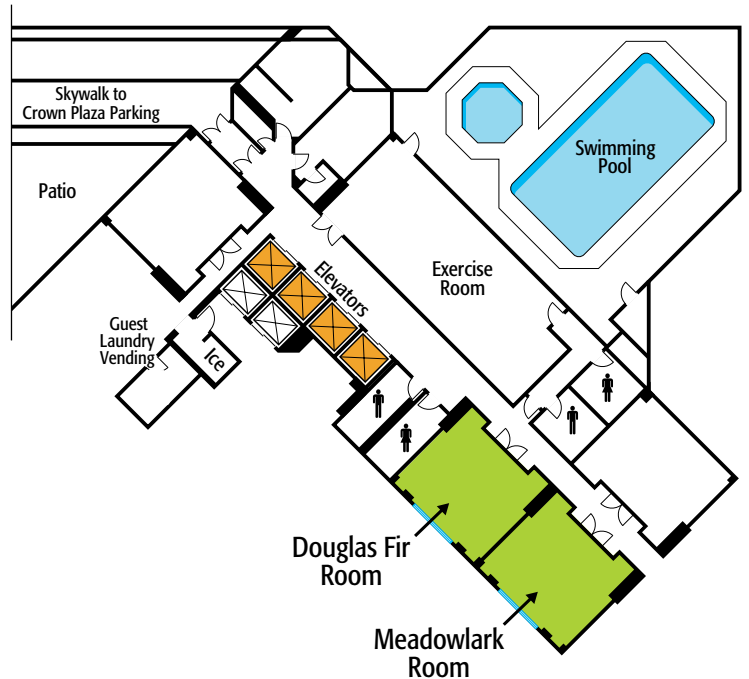 Skywalk to
Crown Plaza Parking
Swimming
Pool
Patio
Elevators
Exercise
Room
Guest
Laundry
Vending
Ice
Douglas Fir
Room
Meadowlark
Room